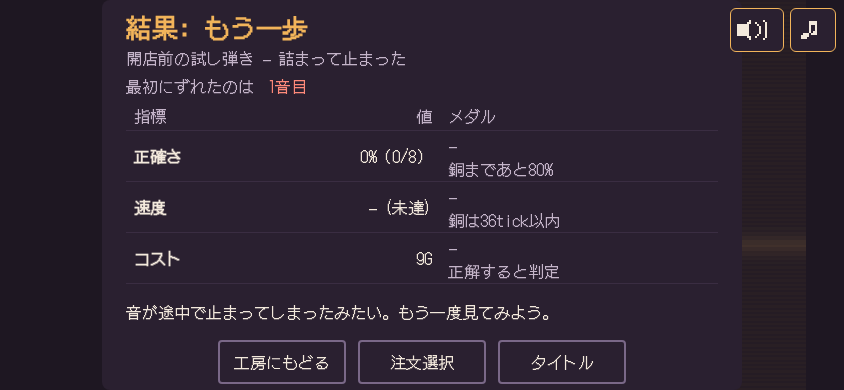 結果: もう一歩
開店前の試し弾き – 詰まって止まった
最初にずれたのは 1音目
指標 値 メダル
正確さ 0% (0/8) –
銅まであと80%
速度 – (未達) –
銅は36tick以内
コスト 9G –
正解すると判定
音が途中で止まってしまったみたい。もう一度見てみよう。
工房にもどる 注文選択 タイトル